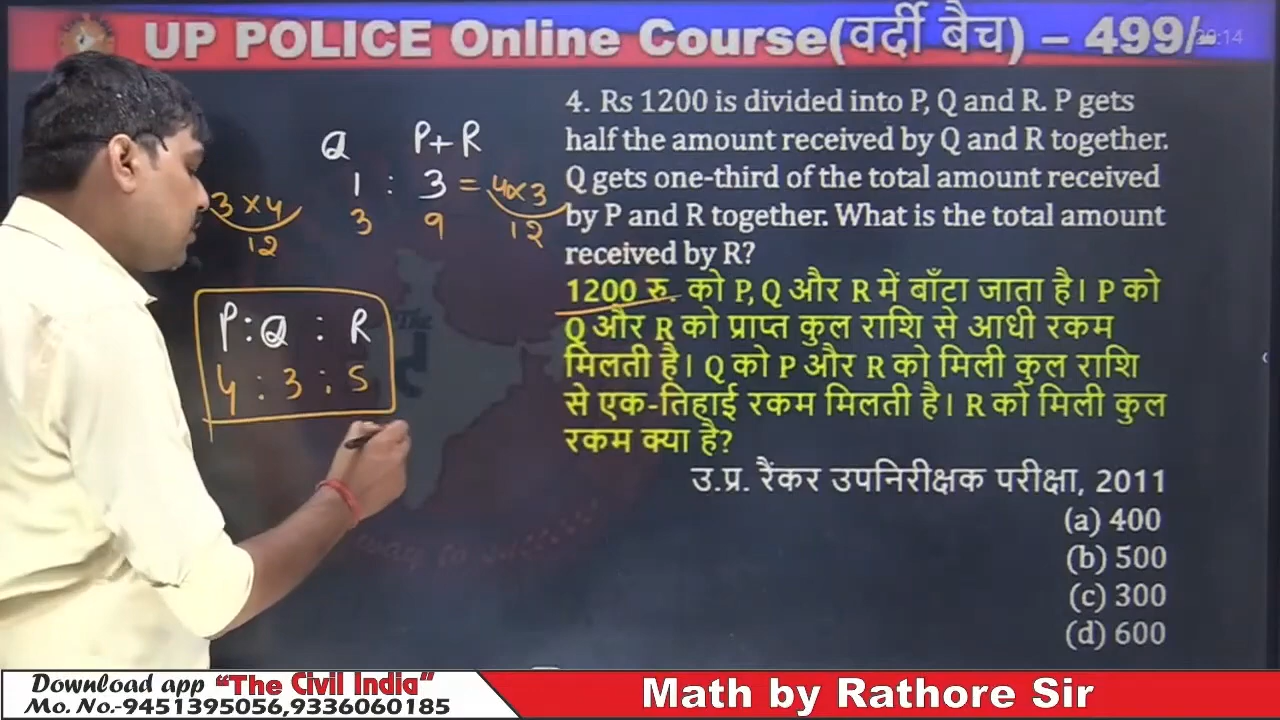 UP POLICE Online Course(वर्दी बैच) – 499/-
Q P+R
1 : 3 = 4×3
3×4
12
3 9 12
P : Q : R
4 : 3 : 5
4. Rs 1200 is divided into P, Q and R. P gets
half the amount received by Q and R together.
Q gets one-third of the total amount received
by P and R together. What is the total amount
received by R?
1200 रु. को P, Q और R में बाँटा जाता है। P को
Q और R को प्राप्त कुल राशि से आधी रकम
मिलती है। Q को P और R को मिली कुल राशि
से एक-तिहाई रकम मिलती है। R को मिली कुल
रकम क्या है?
उ.प्र. रैंकर उपनिरीक्षक परीक्षा, 2011
(a) 400
(b) 500
(c) 300
(d) 600
Download app "The Civil India"
Mo. No.-9451395056,9336060185
Math by Rathore Sir